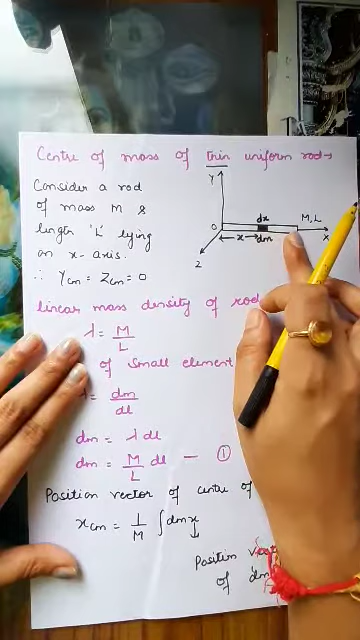 Centre of mass of thin uniform rod→
Consider a rod
of mass m &
length 'L' lying
on x-axis.
∴ Ycm = Zcm = 0
Y
O
dx
M, L
x
dm
X
Z
linear mass density of rod
λ = M/L
of small element
= dm/dl
dm = λ dl
dm = M/L dl — ①
Position vector of centre of
xcm = 1/M ∫ dm x
Position
of dm